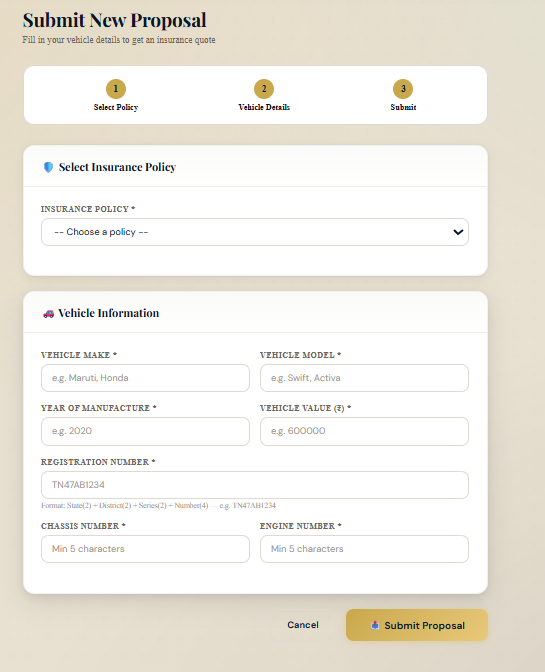 Submit New Proposal
Fill in your vehicle details to get an insurance quote
1 2 3
Select Policy Vehicle Details Submit
Select Insurance Policy
INSURANCE POLICY *
-- Choose a policy --
Vehicle Information
VEHICLE MAKE * VEHICLE MODEL *
e.g. Maruti, Honda e.g. Swift, Activa
YEAR OF MANUFACTURE * VEHICLE VALUE (₹) *
e.g. 2020 e.g. 600000
REGISTRATION NUMBER *
TN47AB1234
Format: State(2) + District(2) + Series(2) + Number(4) — e.g. TN47AB1234
CHASSIS NUMBER * ENGINE NUMBER *
Min 5 characters Min 5 characters
Cancel Submit Proposal